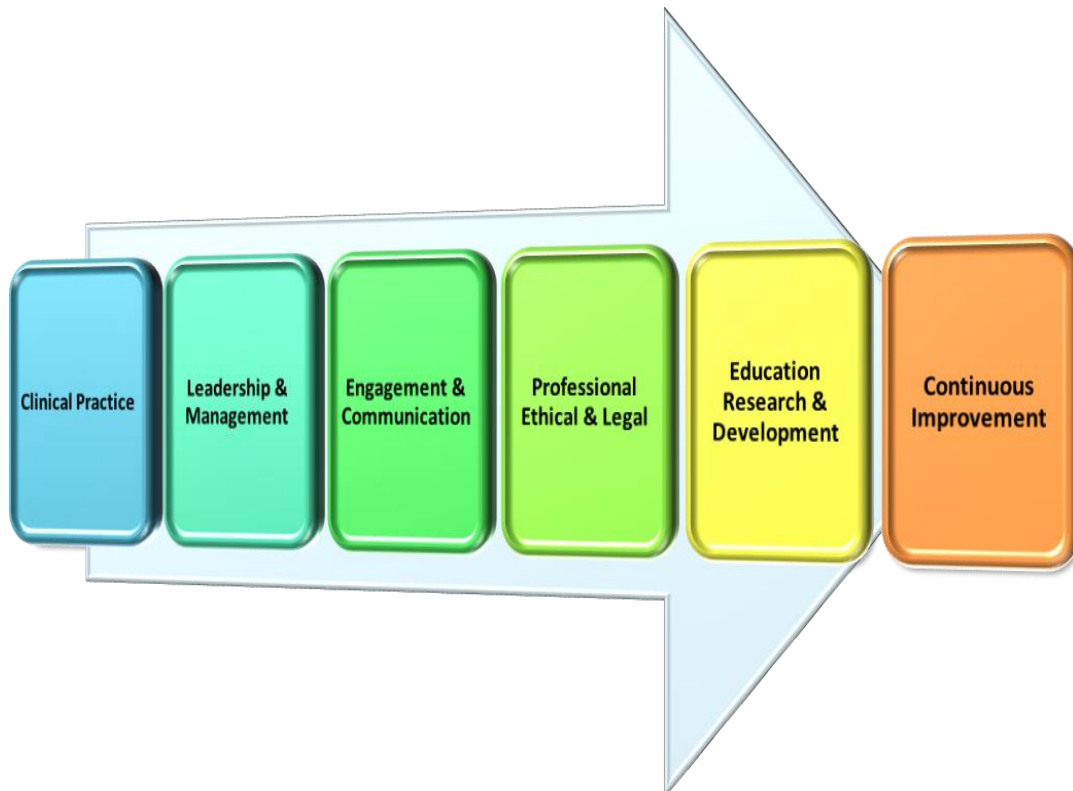 Clinical Practice
Leadership &
Management
Engagement &
Communication
Professional
Ethical & Legal
Education
Research &
Development
Continuous
Improvement